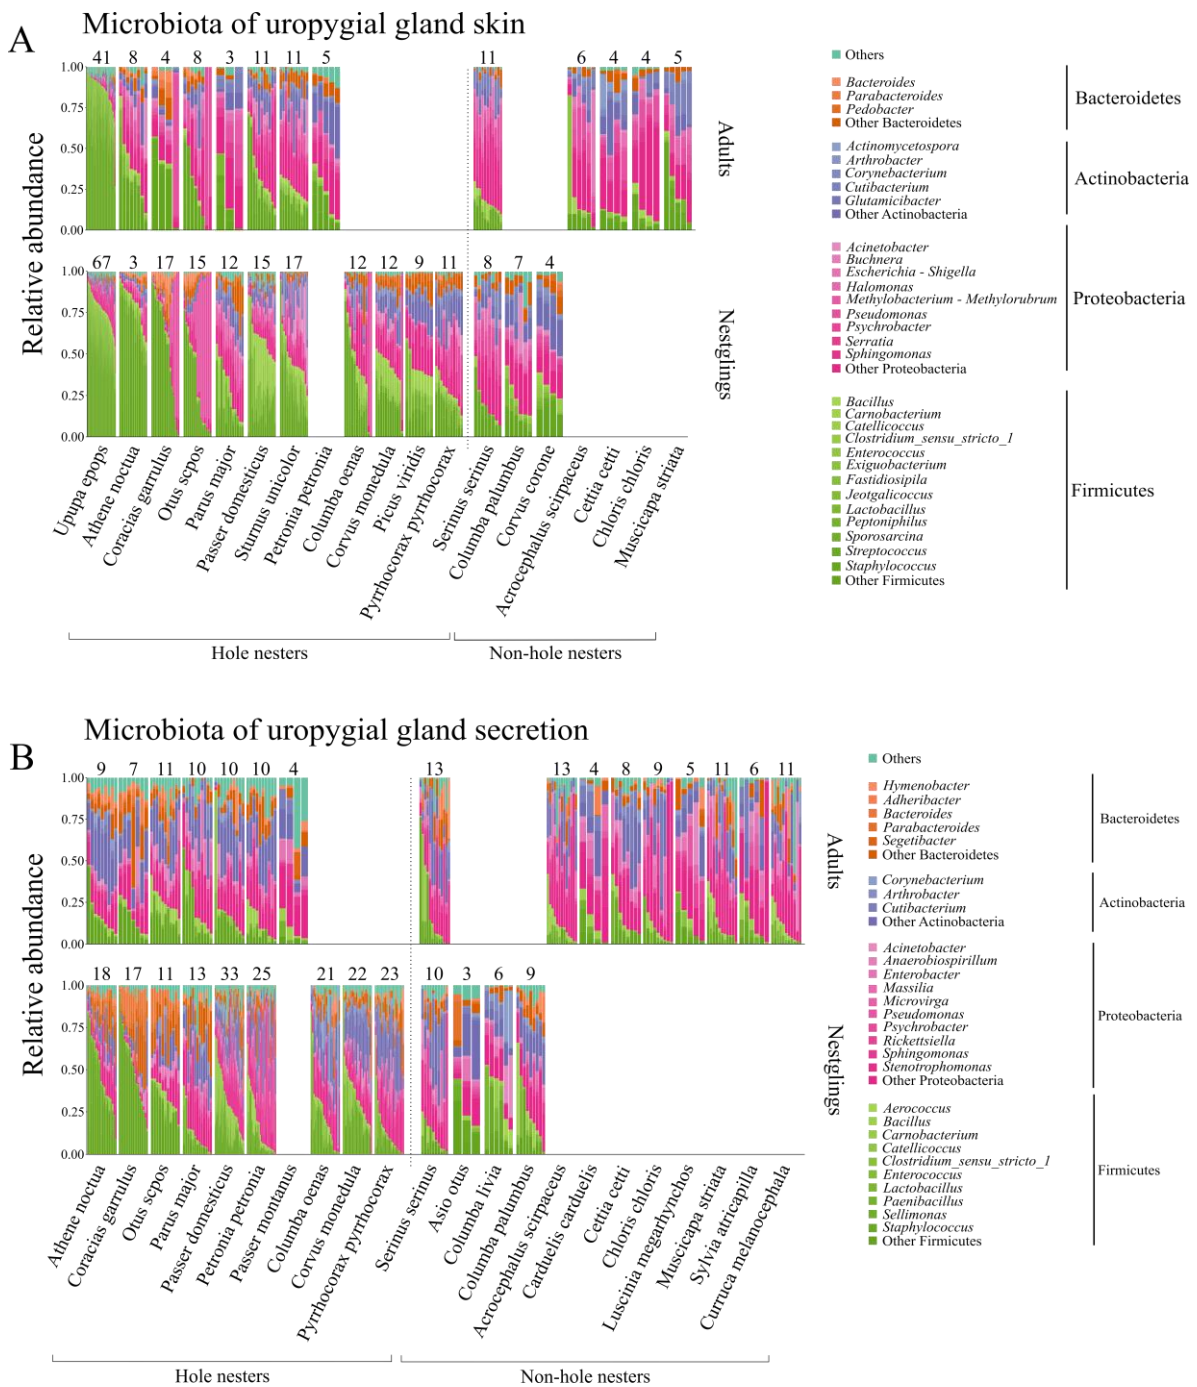 Microbiota of uropygial gland skin
A
41 8 4 8 3 11 11 5 11 6 4 4 5
1.00
0.75
0.50
0.25
0.00
Adults
67 3 17 15 12 15 17 12 12 9 11 8 7 4
1.00
0.75
0.50
0.25
0.00
Nestglings
Relative abundance
Upupa epops
Athene noctua
Coracias garrulus
Otus scpos
Parus major
Passer domesticus
Sturnus unicolor
Petronia petronia
Columba oenas
Corvus monedula
Picus viridis
Pyrrhocorax pyrrhocorax
Serinus serinus
Columba palumbus
Corvus corone
Acrocephalus scirpaceus
Cettia cetti
Chloris chloris
Muscicapa striata
Hole nesters
Non-hole nesters
Others
Bacteroides
Parabacteroides
Pedobacter
Other Bacteroidetes
Bacteroidetes
Actinomycetospora
Arthrobacter
Corynebacterium
Cutibacterium
Glutamicibacter
Other Actinobacteria
Actinobacteria
Acinetobacter
Buchnera
Escherichia - Shigella
Halomonas
Methylobacterium - Methylorubrum
Pseudomonas
Psychrobacter
Serratia
Sphingomonas
Other Proteobacteria
Proteobacteria
Bacillus
Carnobacterium
Catellicoccus
Clostridium_sensu_stricto_1
Enterococcus
Exiguobacterium
Fastidiosipila
Jeotgalicoccus
Lactobacillus
Peptoniphilus
Sporosarcina
Streptococcus
Staphylococcus
Other Firmicutes
Firmicutes
Microbiota of uropygial gland secretion
B
9 7 11 10 10 10 4 13 13 4 8 9 5 11 6 11
1.00
0.75
0.50
0.25
0.00
Adults
18 17 11 13 33 25 21 22 23 10 3 6 9
1.00
0.75
0.50
0.25
0.00
Nestglings
Relative abundance
Athene noctua
Coracias garrulus
Otus scpos
Parus major
Passer domesticus
Petronia petronia
Passer montanus
Columba oenas
Corvus monedula
Pyrrhocorax pyrrhocorax
Serinus serinus
Asio otus
Columba livia
Columba palumbus
Acrocephalus scirpaceus
Carduelis carduelis
Cettia cetti
Chloris chloris
Luscinia megarhynchos
Muscicapa striata
Sylvia atricapilla
Curruca melanocephala
Hole nesters
Non-hole nesters
Others
Hymenobacter
Adheribacter
Bacteroides
Parabacteroides
Segetibacter
Other Bacteroidetes
Bacteroidetes
Corynebacterium
Arthrobacter
Cutibacterium
Other Actinobacteria
Actinobacteria
Acinetobacter
Anaerobiospirillum
Enterobacter
Massilia
Microvirga
Pseudomonas
Psychrobacter
Rickettsiella
Sphingomonas
Stenotrophomonas
Other Proteobacteria
Proteobacteria
Aerococcus
Bacillus
Carnobacterium
Catellicoccus
Clostridium_sensu_stricto_1
Enterococcus
Lactobacillus
Paenibacillus
Sellimonas
Staphylococcus
Other Firmicutes
Firmicutes